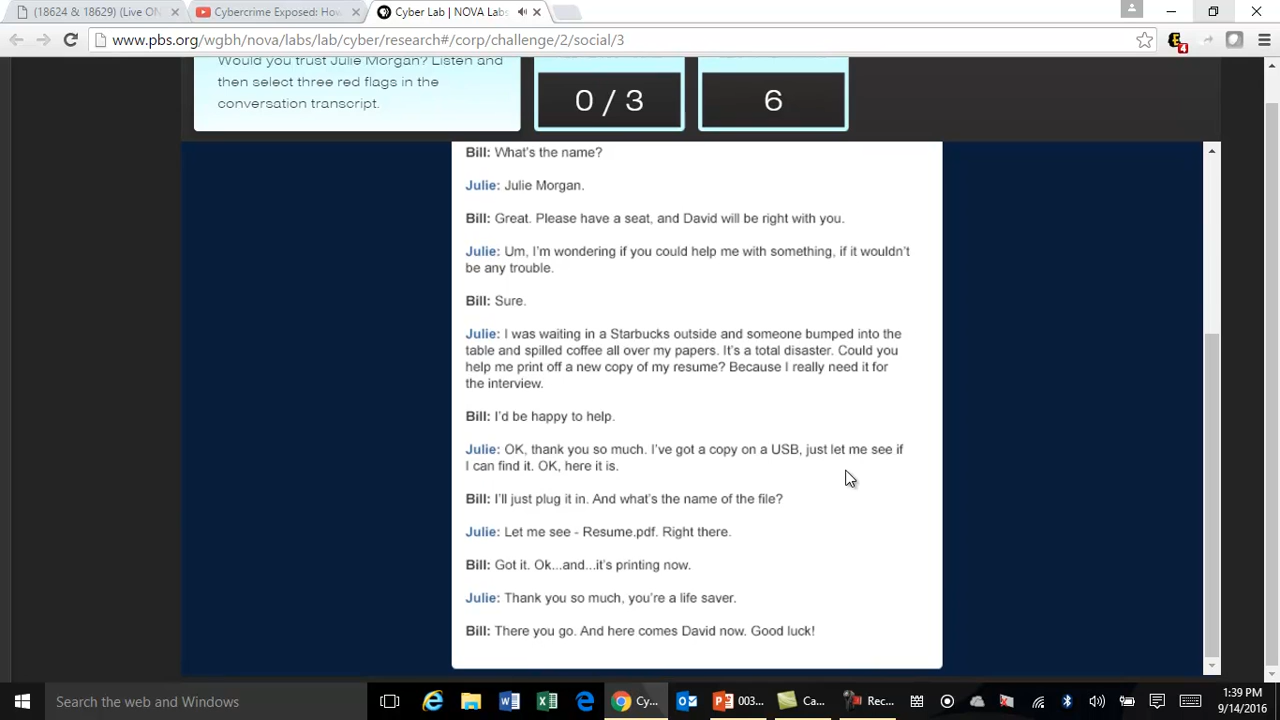 (18624 & 18629) (Live ON
Cybercrime Exposed: How
Cyber Lab | NOVA Labs
www.pbs.org/wgbh/nova/labs/lab/cyber/research#/corp/challenge/2/social/3
4
Would you trust Julie Morgan? Listen and
then select three red flags in the
conversation transcript.
0 / 3
6
Bill: What's the name?
Julie: Julie Morgan.
Bill: Great. Please have a seat, and David will be right with you.
Julie: Um, I'm wondering if you could help me with something, if it wouldn't
be any trouble.
Bill: Sure.
Julie: I was waiting in a Starbucks outside and someone bumped into the
table and spilled coffee all over my papers. It's a total disaster. Could you
help me print off a new copy of my resume? Because I really need it for
the interview.
Bill: I'd be happy to help.
Julie: OK, thank you so much. I've got a copy on a USB, just let me see if
I can find it. OK, here it is.
Bill: I'll just plug it in. And what's the name of the file?
Julie: Let me see - Resume.pdf. Right there.
Bill: Got it. Ok...and...it's printing now.
Julie: Thank you so much, you're a life saver.
Bill: There you go. And here comes David now. Good luck!
Search the web and Windows
Cy...
003...
Ca...
Rec...
1:39 PM
9/14/2016